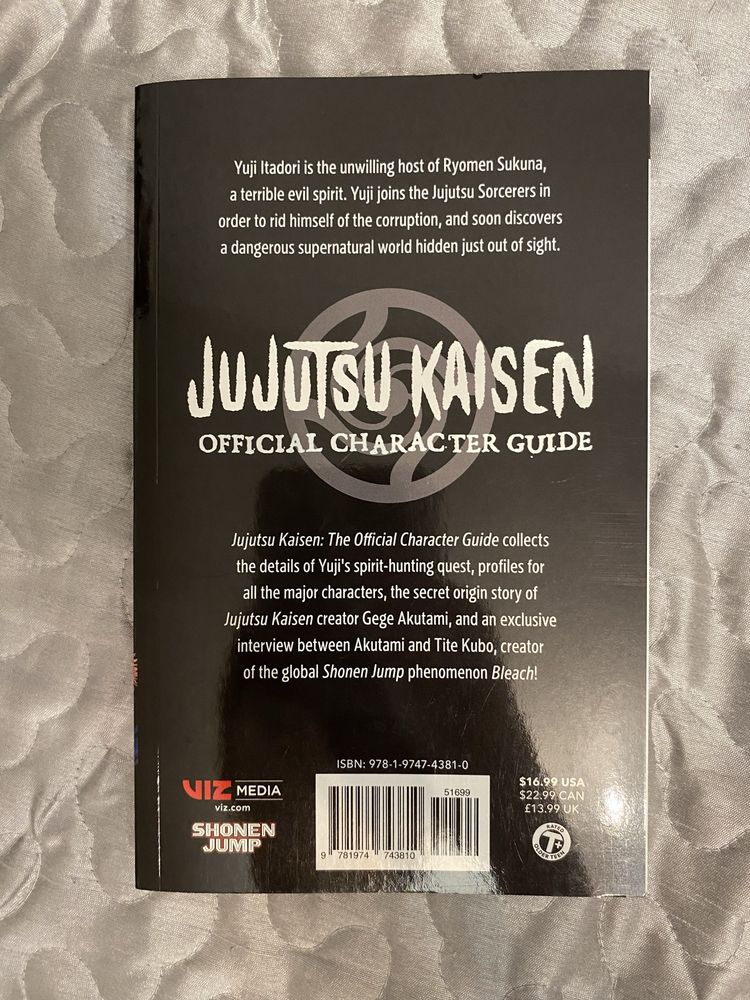 Yuji Itadori is the unwilling host of Ryomen Sukuna,
a terrible evil spirit. Yuji joins the Jujutsu Sorcerers in
order to rid himself of the corruption, and soon discovers
a dangerous supernatural world hidden just out of sight.
JUJUTSU KAISEN
OFFICIAL CHARACTER GUIDE
Jujutsu Kaisen: The Official Character Guide collects
the details of Yuji's spirit-hunting quest, profiles for
all the major characters, the secret origin story of
Jujutsu Kaisen creator Gege Akutami, and an exclusive
interview between Akutami and Tite Kubo, creator
of the global Shonen Jump phenomenon Bleach!
ISBN: 978-1-9747-4381-0
VIZ MEDIA
viz.com
SHONEN
JUMP
51699
9 781974 743810
$16.99 USA
$22.99 CAN
£13.99 UK
RATED
T+
OLDER TEEN